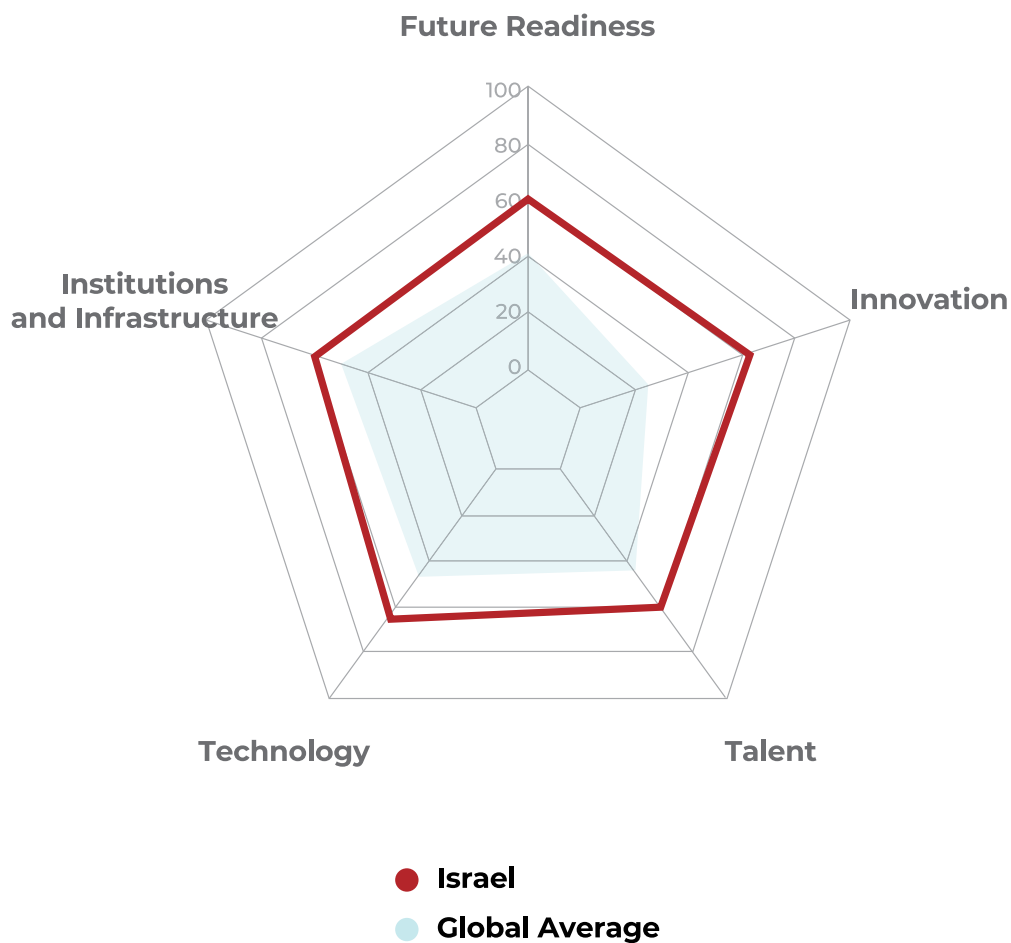 Future Readiness
100
80
60
40
20
0
Institutions
and Infrastructure
Innovation
Technology
Talent
Israel
Global Average